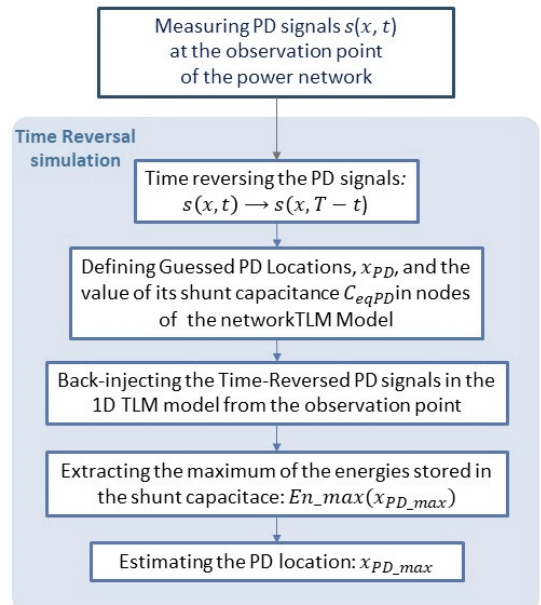 Measuring PD signals s(x, t)
at the observation point
of the power network
Time Reversal
simulation
Time reversing the PD signals:
s(x, t) → s(x, T − t)
Defining Guessed PD Locations, x_PD, and the
value of its shunt capacitance C_eqPD in nodes
of the networkTLM Model
Back-injecting the Time-Reversed PD signals in the
1D TLM model from the observation point
Extracting the maximum of the energies stored in
the shunt capacitace: En_max(x_PD_max)
Estimating the PD location: x_PD_max